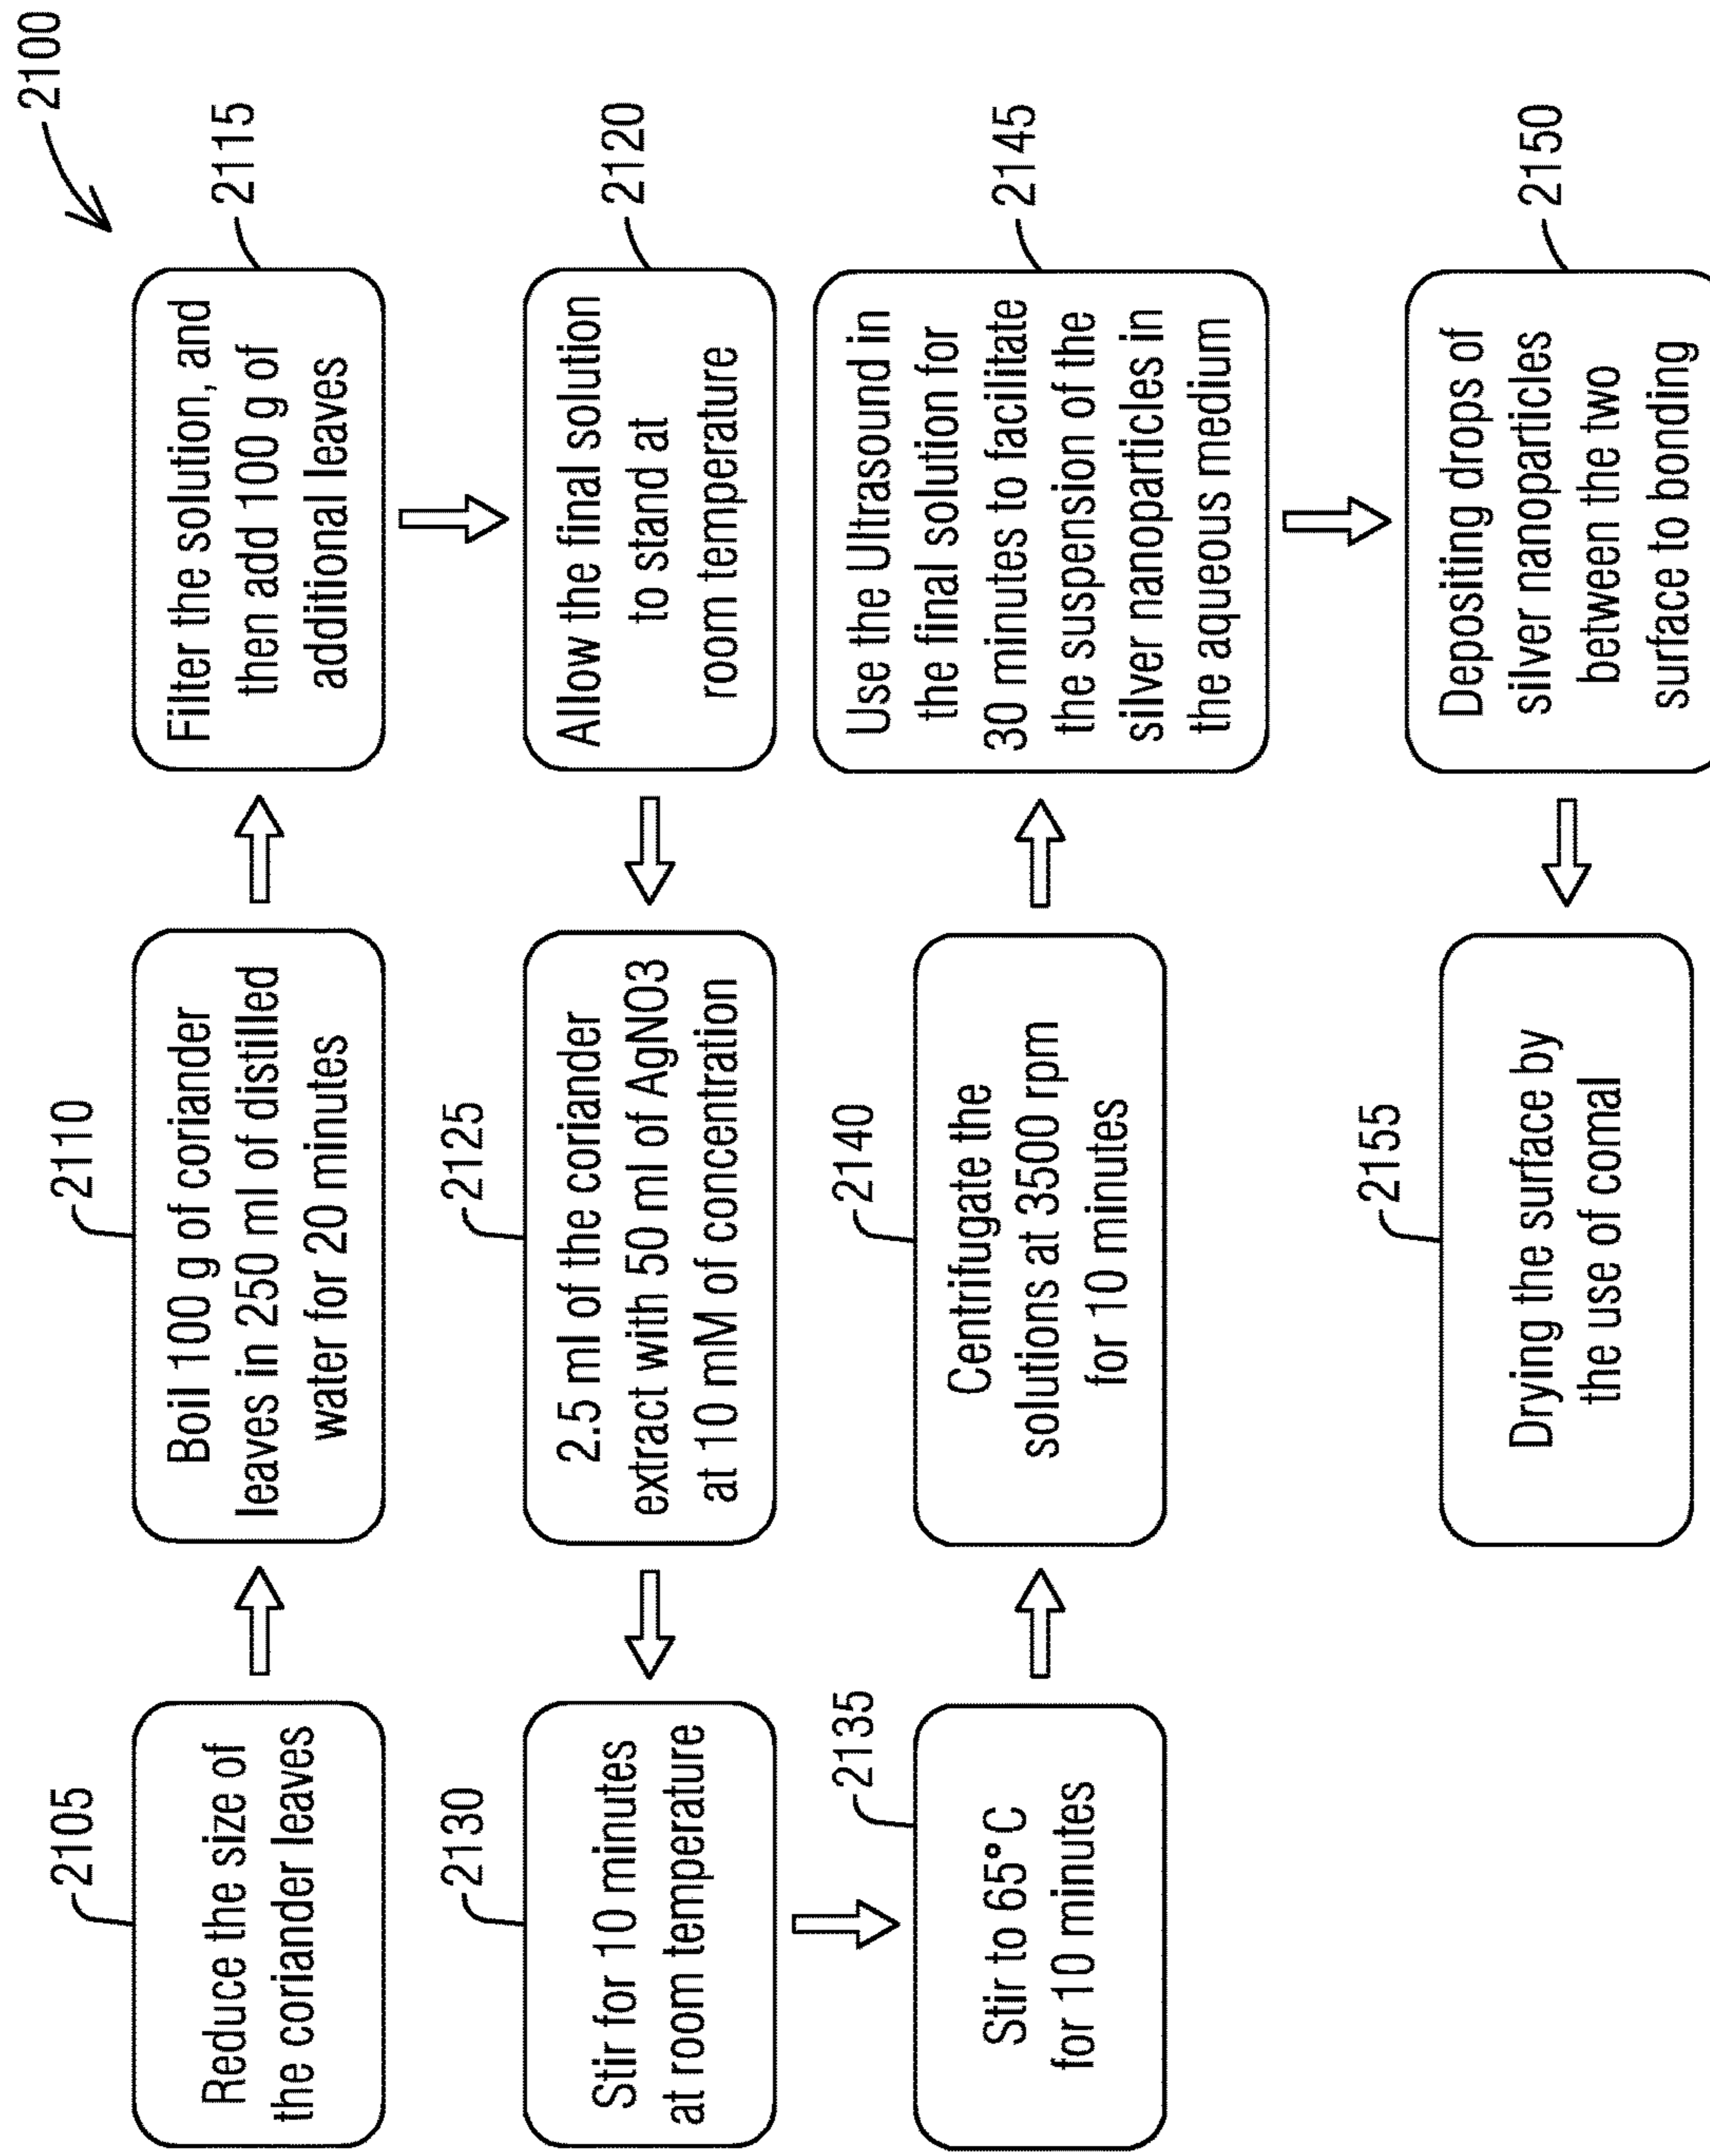 2100
2105
Reduce the size of
the coriander leaves
2110
Boil 100 g of coriander
leaves in 250 ml of distilled
water for 20 minutes
2115
Filter the solution, and
then add 100 g of
additional leaves
2120
Allow the final solution
to stand at
room temperature
2125
2.5 ml of the coriander
extract with 50 ml of AgNO3
at 10 mM of concentration
2130
Stir for 10 minutes
at room temperature
2135
Stir to 65°C
for 10 minutes
2140
Centrifugate the
solutions at 3500 rpm
for 10 minutes
2145
Use the Ultrasound in
the final solution for
30 minutes to facilitate
the suspension of the
silver nanoparticles in
the aqueous medium
2150
Depositing drops of
silver nanoparticles
between the two
surface to bonding
2155
Drying the surface by
the use of comal